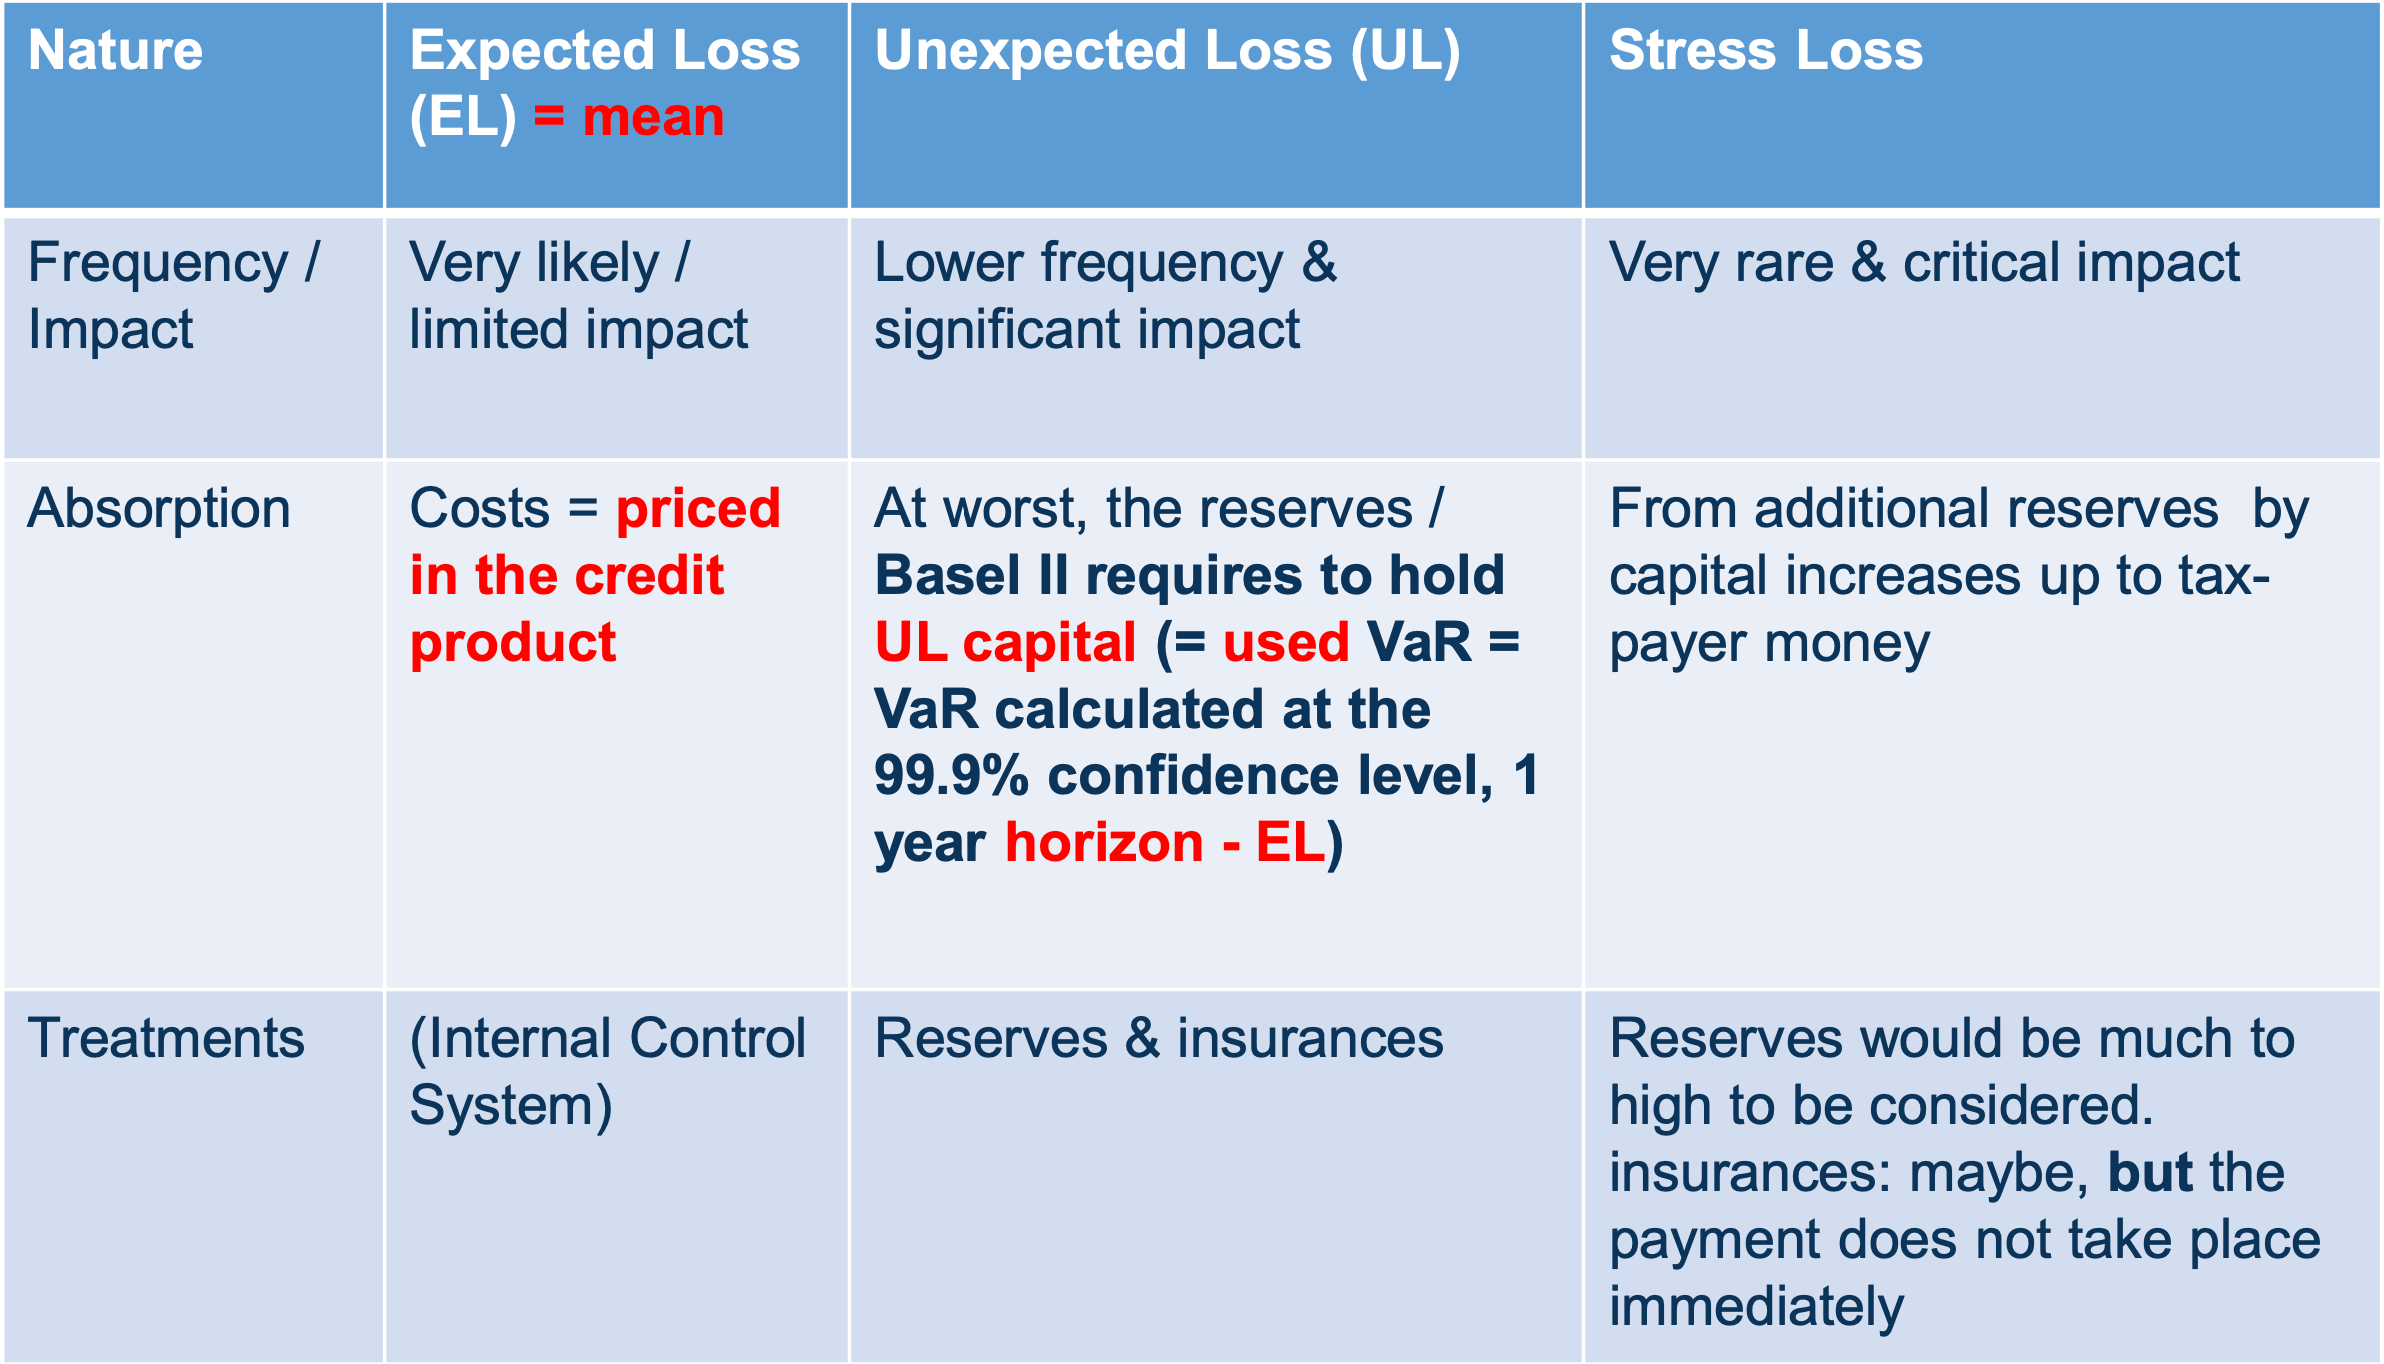 Nature
Expected Loss
(EL) = mean
Unexpected Loss (UL)
Stress Loss
Frequency /
Impact
Very likely /
limited impact
Lower frequency &
significant impact
Very rare & critical impact
Absorption
Costs = priced
in the credit
product
At worst, the reserves /
Basel II requires to hold
UL capital (= used VaR =
VaR calculated at the
99.9% confidence level, 1
year horizon - EL)
From additional reserves  by
capital increases up to tax-
payer money
Treatments
(Internal Control
System)
Reserves & insurances
Reserves would be much to
high to be considered.
insurances: maybe, but the
payment does not take place
immediately